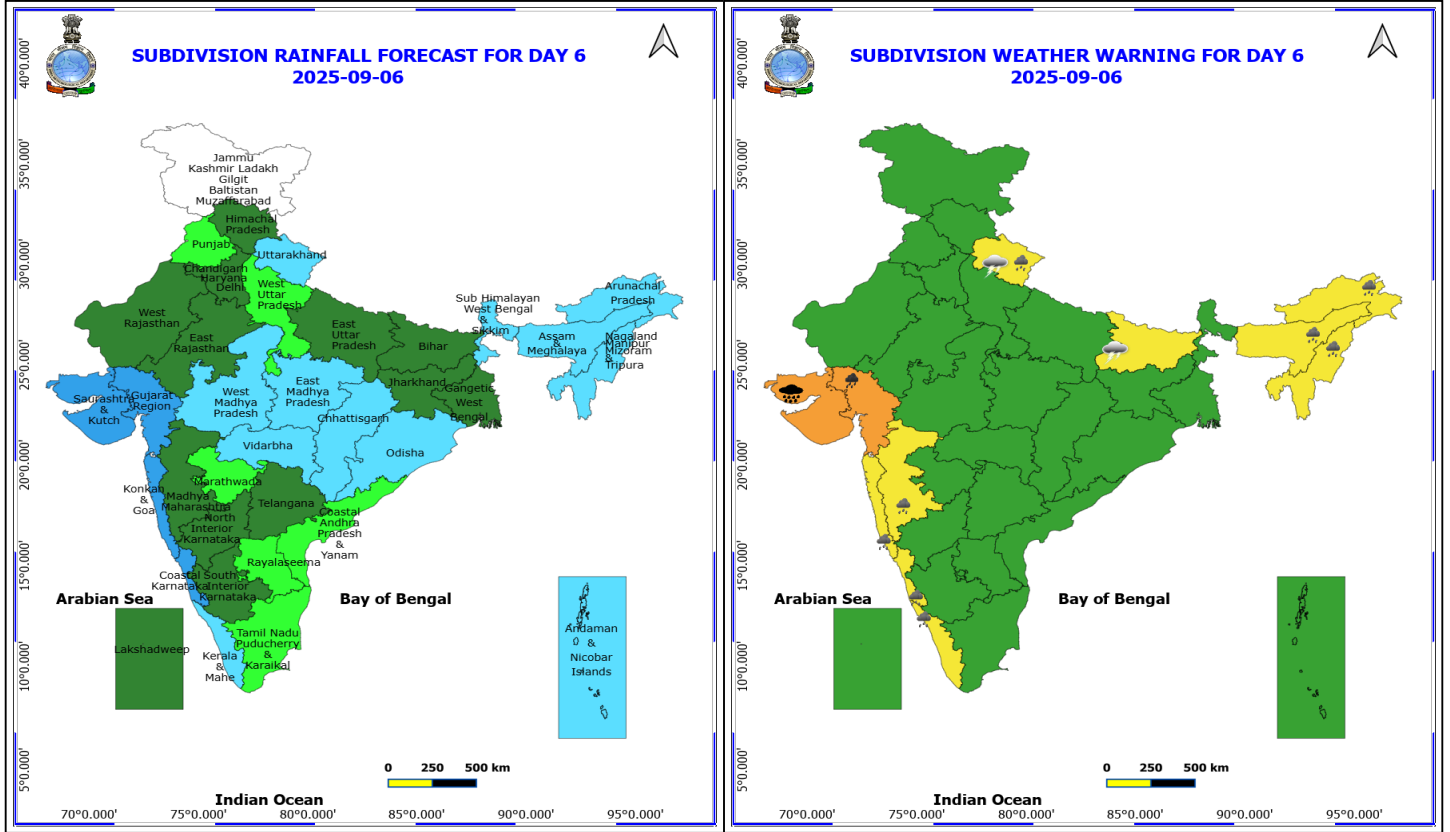 SUBDIVISION RAINFALL FORECAST FOR DAY 6
2025-09-06
40°0.000'
35°0.000'
30°0.000'
25°0.000'
20°0.000'
15°0.000'
10°0.000'
5°0.000'
Jammu
Kashmir Ladakh
Gilgit
Baltistan
Muzaffarabad
Himachal
Pradesh
Punjab
Uttarakhand
Chandigarh
Haryana
Delhi
West
Uttar
Pradesh
West
Rajasthan
East
Rajasthan
East
Uttar
Pradesh
Bihar
Sub Himalayan
West Bengal
&
Sikkim
Arunachal
Pradesh
Assam
&
Meghalaya
Nagaland
Manipur
Mizoram
&
Tripura
Saurashtra
&
Kutch
Gujarat
Region
West
Madhya
Pradesh
East
Madhya
Pradesh
Jharkhand
Gangetic
West
Bengal
Chhattisgarh
Vidarbha
Odisha
Konkan
&
Goa
Madhya
Maharashtra
Marathwada
Telangana
North
Interior
Karnataka
Coastal
Andhra
Pradesh
&
Yanam
Rayalaseema
Coastal
Karnataka
South
Interior
Karnataka
Arabian Sea
Bay of Bengal
Lakshadweep
Tamil Nadu
Puducherry
&
Karaikal
Kerala
&
Mahe
Andaman
&
Nicobar
Islands
0 250 500 km
Indian Ocean
70°0.000' 75°0.000' 80°0.000' 85°0.000' 90°0.000' 95°0.000'
SUBDIVISION WEATHER WARNING FOR DAY 6
2025-09-06
40°0.000'
35°0.000'
30°0.000'
25°0.000'
20°0.000'
15°0.000'
10°0.000'
5°0.000'
Arabian Sea
Bay of Bengal
0 250 500 km
Indian Ocean
70°0.000' 75°0.000' 80°0.000' 85°0.000' 90°0.000' 95°0.000'